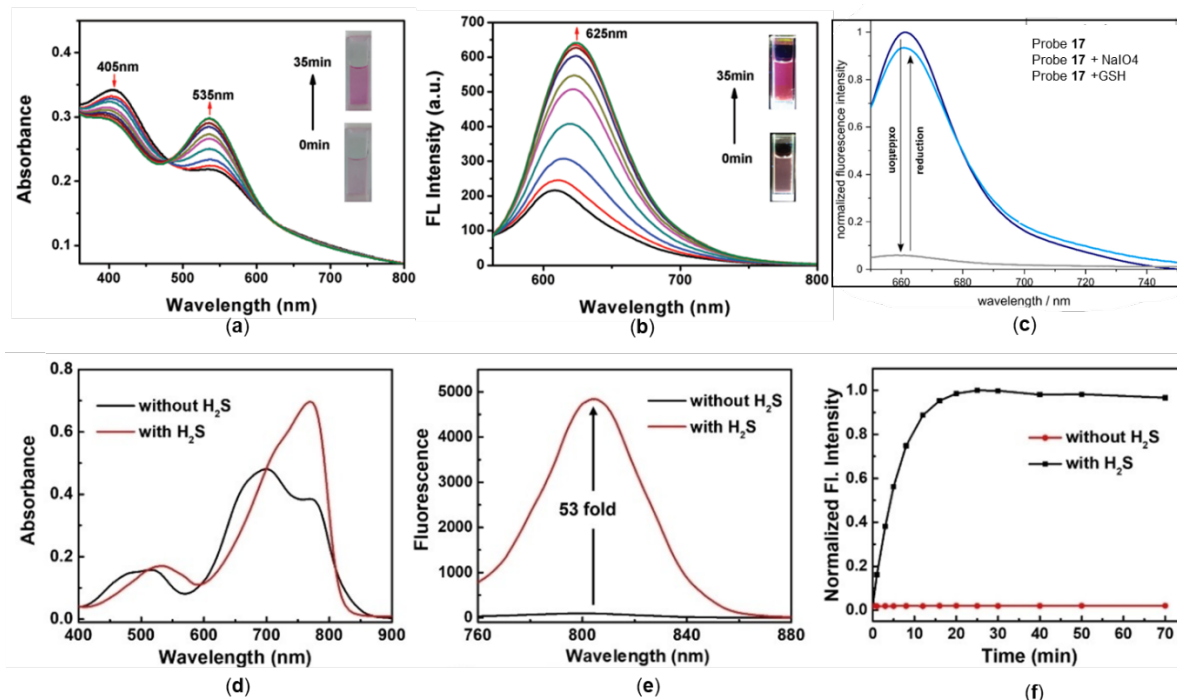 0.4
0.3
0.2
0.1
Absorbance
405nm
535nm
35min
0min
400
500
600
700
800
Wavelength (nm)
(a)
700
600
500
400
300
200
100
0
FL Intensity (a.u.)
625nm
35min
0min
600
700
800
Wavelength (nm)
(b)
1
0.8
0.6
0.4
0.2
0
normalized fluorescence intensity
Probe 17
Probe 17 + NaIO4
Probe 17 +GSH
oxidation
reduction
660
680
700
720
740
wavelength / nm
(c)
0.8
0.6
0.4
0.2
0.0
Absorbance
without H₂S
with H₂S
400
500
600
700
800
900
Wavelength (nm)
(d)
5000
4000
3000
2000
1000
0
Fluorescence
without H₂S
with H₂S
53 fold
760
800
840
880
Wavelength (nm)
(e)
1.0
0.8
0.6
0.4
0.2
0.0
Normalized Fl. Intensity
without H₂S
with H₂S
0
10
20
30
40
50
60
70
Time (min)
(f)